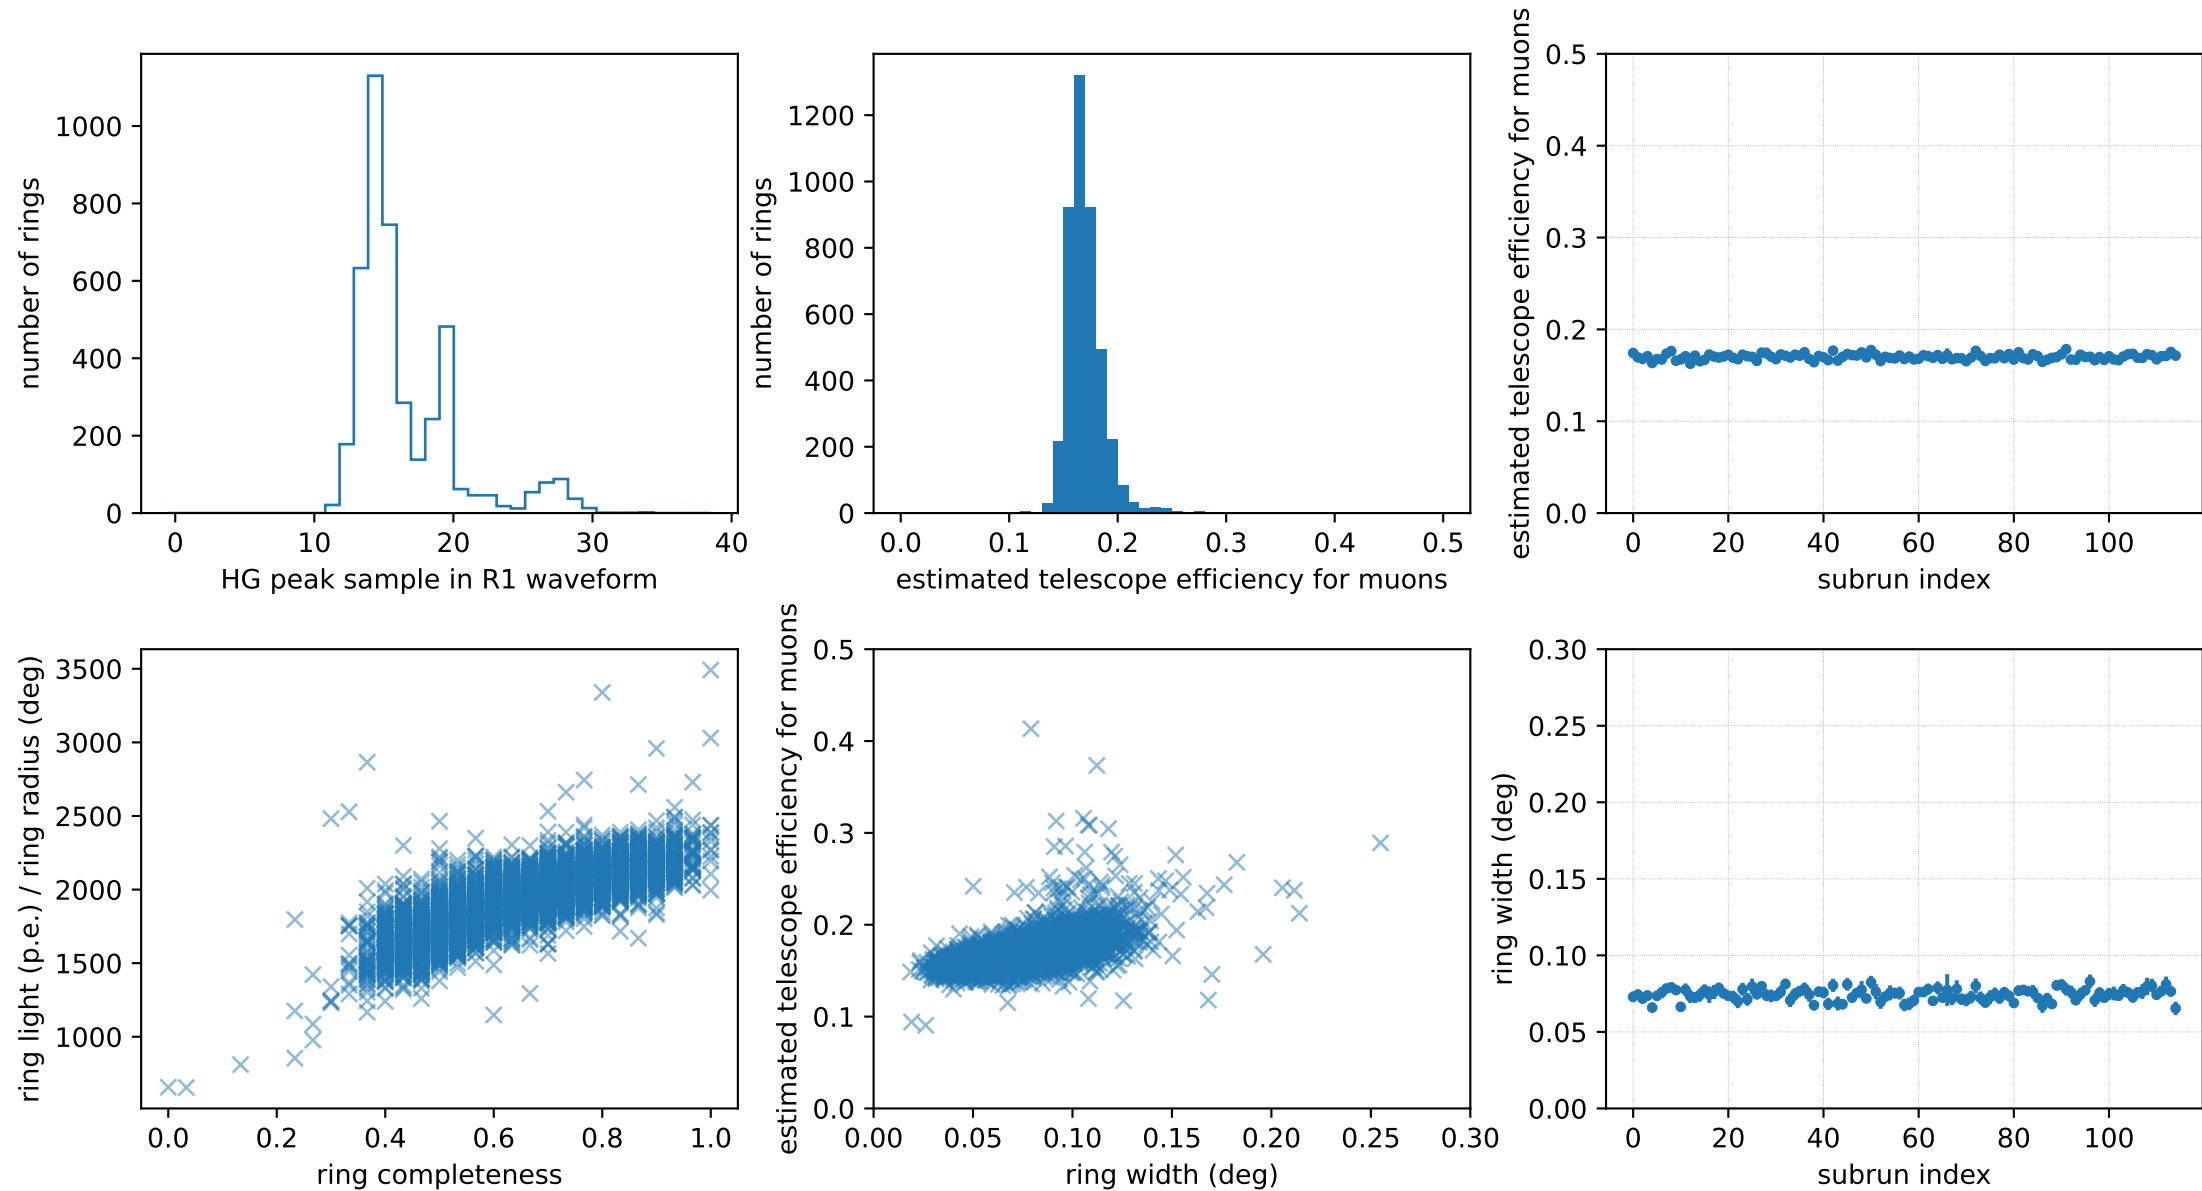 number of rings
1000
800
600
400
200
0
0 10 20 30 40
HG peak sample in R1 waveform
number of rings
1200
1000
800
600
400
200
0
0.0 0.1 0.2 0.3 0.4 0.5
estimated telescope efficiency for muons
estimated telescope efficiency for muons
0.5
0.4
0.3
0.2
0.1
0.0
0 20 40 60 80 100
subrun index
ring light (p.e.) / ring radius (deg)
3500
3000
2500
2000
1500
1000
0.0 0.2 0.4 0.6 0.8 1.0
ring completeness
estimated telescope efficiency for muons
0.5
0.4
0.3
0.2
0.1
0.0
0.00 0.05 0.10 0.15 0.20 0.25 0.30
ring width (deg)
ring width (deg)
0.30
0.25
0.20
0.15
0.10
0.05
0.00
0 20 40 60 80 100
subrun index